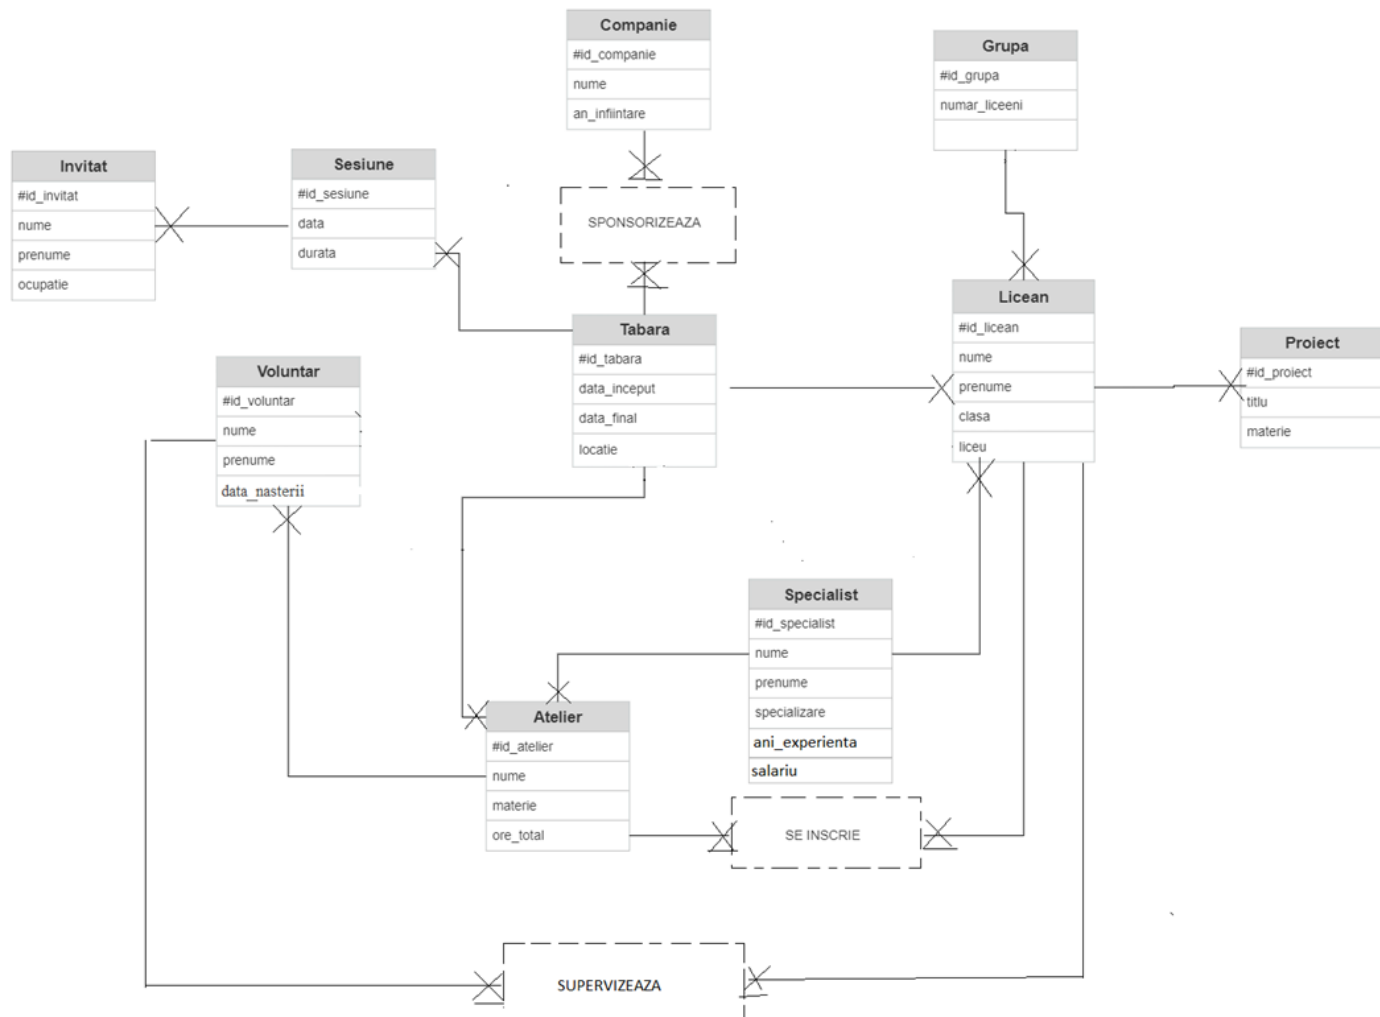 Companie
#id_companie
nume
an_infiintare
Grupa
#id_grupa
numar_liceeni
Invitat
#id_invitat
nume
prenume
ocupatie
Sesiune
#id_sesiune
data
durata
SPONSORIZEAZA
Licean
#id_licean
nume
prenume
clasa
liceu
Tabara
#id_tabara
data_inceput
data_final
locatie
Proiect
#id_proiect
titlu
materie
Voluntar
#id_voluntar
nume
prenume
data_nasterii
Specialist
#id_specialist
nume
prenume
specializare
ani_experienta
salariu
Atelier
#id_atelier
nume
materie
ore_total
SE INSCRIE
SUPERVIZEAZA